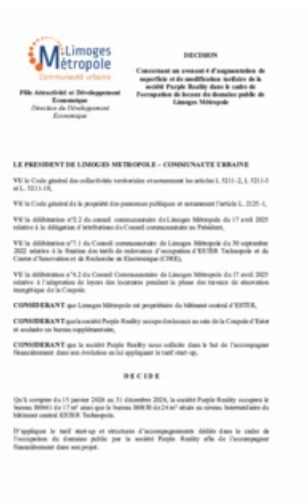 Limoges
Métropole
Communauté urbaine
Pôle Attractivité et Développement
Economique
Direction du Développement
Economique
DECISION
Concernant un avenant 6 d'augmentation de
superficie et de modification tarifaire de la
société Purple Reality dans le cadre de
l'occupation de locaux du domaine public de
Limoges Métropole
LE PRESIDENT DE LIMOGES METROPOLE – COMMUNAUTE URBAINE
VU le Code général des collectivités territoriales et notamment les articles L. 5211-2, L. 5211-3
et L. 5211-10,
VU le Code général de la propriété des personnes publiques et notamment l'article L. 2125-1,
VU la délibération n°2.2 du conseil communautaire de Limoges Métropole du 17 avril 2025
relative à la délégation d'attributions du Conseil communautaire au Président,
VU la délibération n°7.1 du Conseil Communautaire de Limoges Métropole du 30 septembre
2022 relative à la fixation des tarifs de redevance d'occupation d'ESTER Technopole et du
Centre d'Innovation et de Recherche en Electronique (CIREL),
VU la délibération n°4.2 du Conseil Communautaire de Limoges Métropole du 17 avril 2025
relative à l'adaptation de loyers des locataires pendant la phase des travaux de rénovation
énergétique de la Coupole,
CONSIDERANT que Limoges Métropole est propriétaire du bâtiment central d'ESTER,
CONSIDERANT que la société Purple Reality occupe des locaux au sein de la Coupole d'Ester
et souhaite un bureau supplémentaire,
CONSIDERANT que la société Purple Reality nous sollicite dans le but de l'accompagner
financièrement dans son évolution en lui appliquant le tarif start-up,
DECIDE
Qu'à compter du 15 janvier 2026 au 31 décembre 2026, la société Purple Reality occupera le
bureau de 17 m² ainsi que le bureau de 24 m² situés au niveau Intermédiaire du
bâtiment central ESTER Technopole.
D'appliquer le tarif start-up et structures d'accompagnements dédiés dans le cadre de
l'occupation du domaine public par la société Purple Reality afin de l'accompagner
financièrement dans son projet.